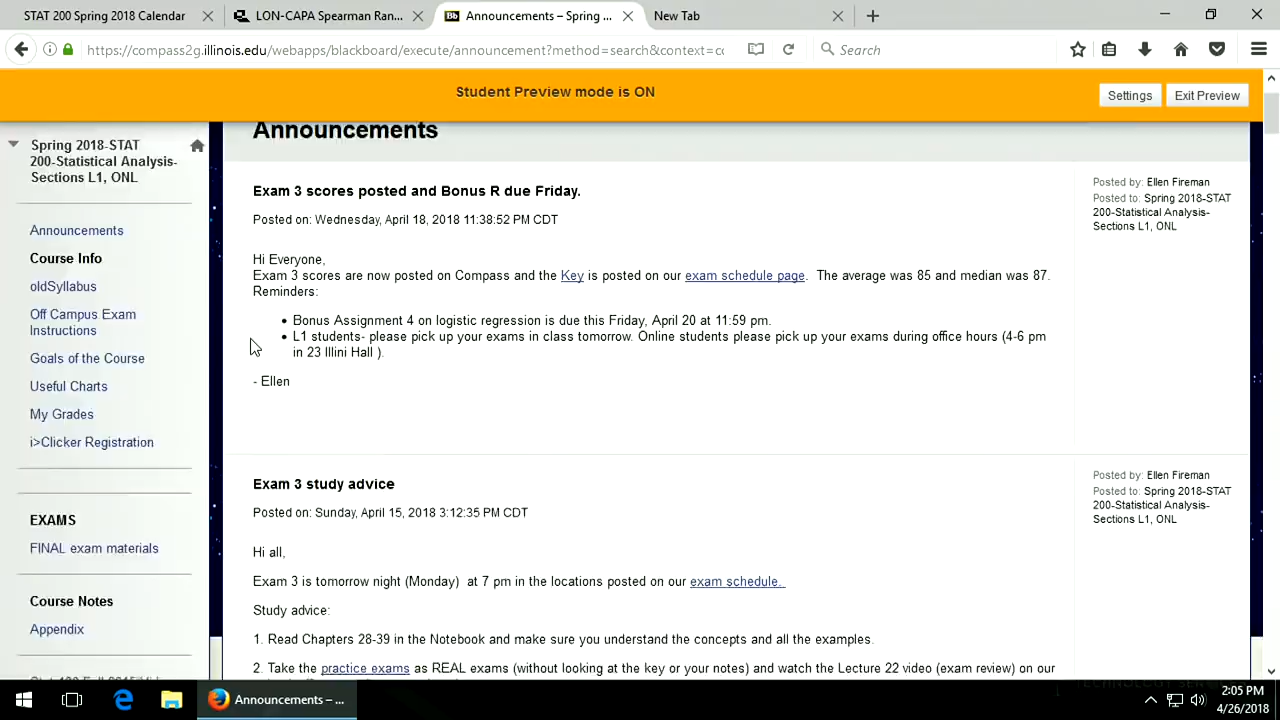 STAT 200 Spring 2018 Calendar
LON-CAPA Spearman Ran...
Announcements – Spring ...
New Tab
https://compass2g.illinois.edu/webapps/blackboard/execute/announcement?method=search&context=cc
Search
Student Preview mode is ON
Settings
Exit Preview
Spring 2018-STAT
200-Statistical Analysis-
Sections L1, ONL
Announcements
Course Info
oldSyllabus
Off Campus Exam
Instructions
Goals of the Course
Useful Charts
My Grades
i>Clicker Registration
EXAMS
FINAL exam materials
Course Notes
Appendix
Announcements
Exam 3 scores posted and Bonus R due Friday.
Posted on: Wednesday, April 18, 2018 11:38:52 PM CDT
Hi Everyone,
Exam 3 scores are now posted on Compass and the Key is posted on our exam schedule page. The average was 85 and median was 87.
Reminders:
• Bonus Assignment 4 on logistic regression is due this Friday, April 20 at 11:59 pm.
• L1 students- please pick up your exams in class tomorrow. Online students please pick up your exams during office hours (4-6 pm
in 23 Illini Hall ).
- Ellen
Posted by: Ellen Fireman
Posted to: Spring 2018-STAT
200-Statistical Analysis-
Sections L1, ONL
Exam 3 study advice
Posted on: Sunday, April 15, 2018 3:12:35 PM CDT
Hi all,
Exam 3 is tomorrow night (Monday) at 7 pm in the locations posted on our exam schedule.
Study advice:
1. Read Chapters 28-39 in the Notebook and make sure you understand the concepts and all the examples.
2. Take the practice exams as REAL exams (without looking at the key or your notes) and watch the Lecture 22 video (exam review) on our
Posted by: Ellen Fireman
Posted to: Spring 2018-STAT
200-Statistical Analysis-
Sections L1, ONL
Announcements – ...
2:05 PM
4/26/2018